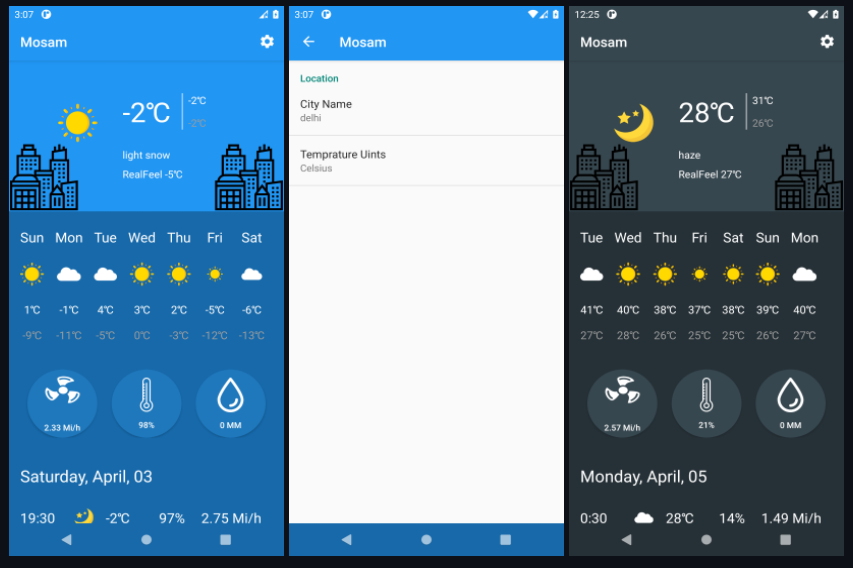 3:07
Mosam
-2℃
-2℃
-2℃
light snow
RealFeel -5℃
Sun Mon Tue Wed Thu Fri Sat
1℃ -1℃ 4℃ 3℃ 2℃ -5℃ -6℃
-9℃ -11℃ -5℃ 0℃ -3℃ -12℃ -13℃
2.33 Mi/h 98% 0 MM
Saturday, April, 03
19:30 -2℃ 97% 2.75 Mi/h
3:07
Mosam
Location
City Name
delhi
Temprature Uints
Celsius
12:25
Mosam
28℃
31℃
26℃
haze
RealFeel 27℃
Tue Wed Thu Fri Sat Sun Mon
41℃ 40℃ 38℃ 37℃ 38℃ 39℃ 40℃
27℃ 28℃ 26℃ 25℃ 25℃ 26℃ 27℃
2.57 Mi/h 21% 0 MM
Monday, April, 05
0:30 28℃ 14% 1.49 Mi/h